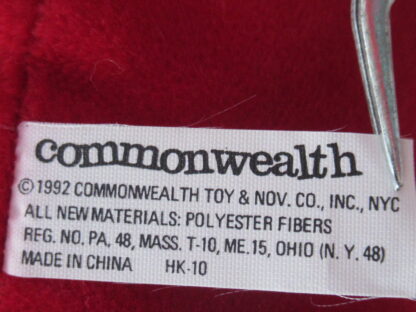 commonwealth
©1992 COMMONWEALTH TOY & NOV. CO., INC., NYC
ALL NEW MATERIALS: POLYESTER FIBERS
REG. NO. PA, 48, MASS. T-10, ME.15, OHIO (N. Y. 48)
MADE IN CHINA HK-10